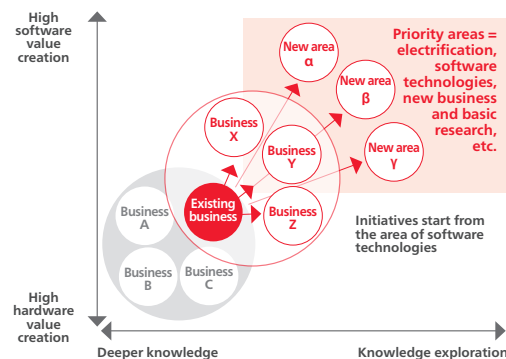 High
software
value
creation
New area
α
Priority areas =
electrification,
software
technologies,
new business
and basic
research,
etc.
New area
β
Business
X
Business
Y
New area
γ
Existing
business
Business
A
Business
Z
Initiatives start from
the area of software
technologies
Business
B
Business
C
High
hardware
value
creation
Deeper knowledge
Knowledge exploration